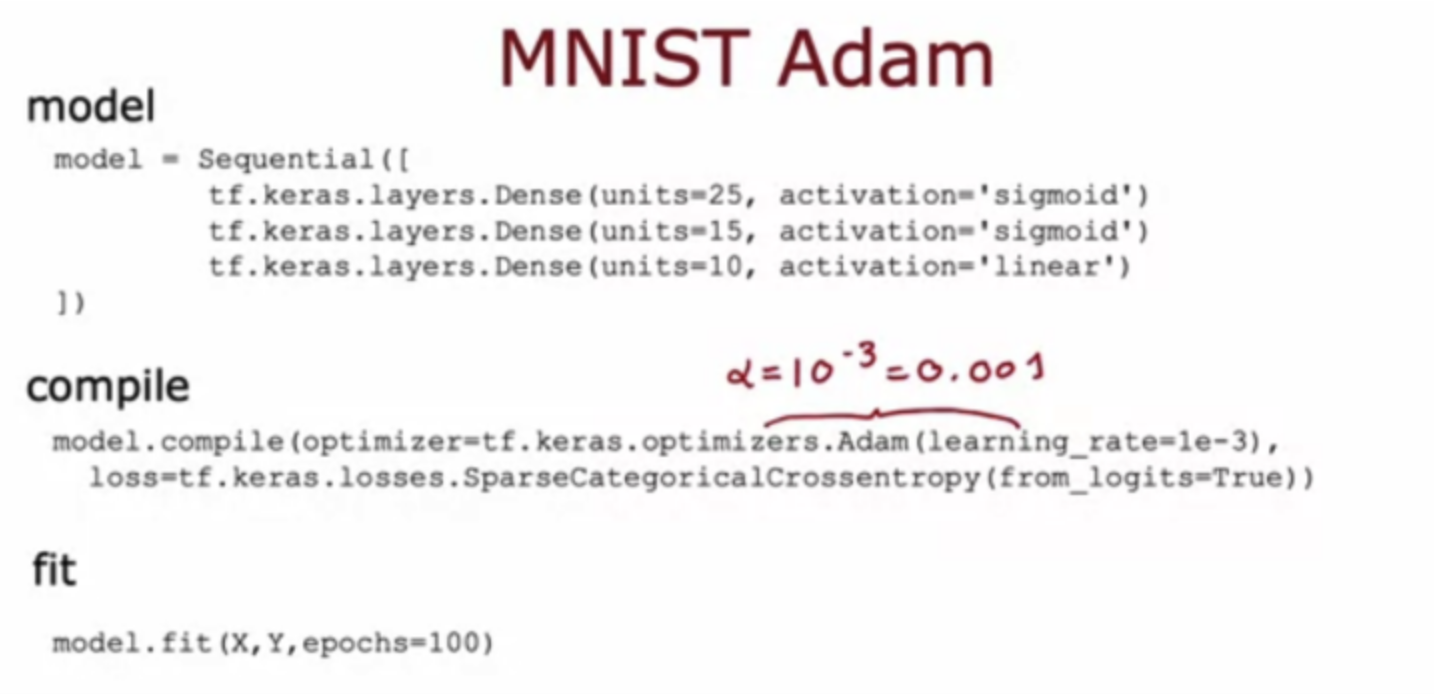 MNIST Adam
model
model = Sequential([
tf.keras.layers.Dense(units=25, activation='sigmoid')
tf.keras.layers.Dense(units=15, activation='sigmoid')
tf.keras.layers.Dense(units=10, activation='linear')
])
α=10⁻³=0.001
compile
model.compile(optimizer=tf.keras.optimizers.Adam(learning_rate=1e-3),
loss=tf.keras.losses.SparseCategoricalCrossentropy(from_logits=True))
fit
model.fit(X,Y,epochs=100)